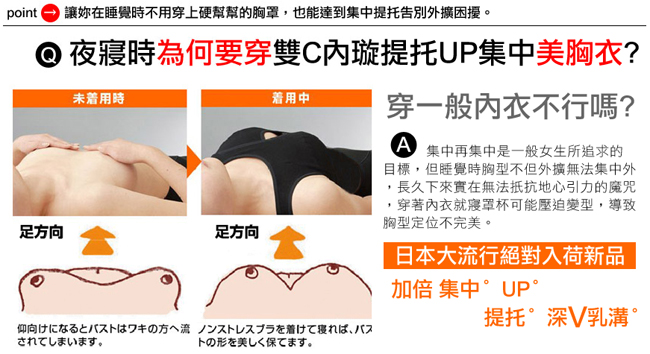 point → 讓妳在睡覺時不用穿上硬幫幫的胸罩，也能達到集中提托告別外擴困擾。
Q 夜寢時為何要穿雙C內璇提托UP集中美胸衣?
未着用時
着用中
穿一般內衣不行嗎?
A 集中再集中是一般女生所追求的
目標，但睡覺時胸型不但外擴無法集中外
，長久下來實在無法抵抗地心引力的魔咒
，穿著內衣就寢罩杯可能壓迫變型，導致
胸型定位不完美。
足方向
足方向
日本大流行絕對入荷新品
加倍 集中° UP°
提托° 深V乳溝°
仰向けになるとバストはワキの方へ流
されてしまいます。
ノンストレスブラを着けて寝れば、バス
トの形を美しく保てます。